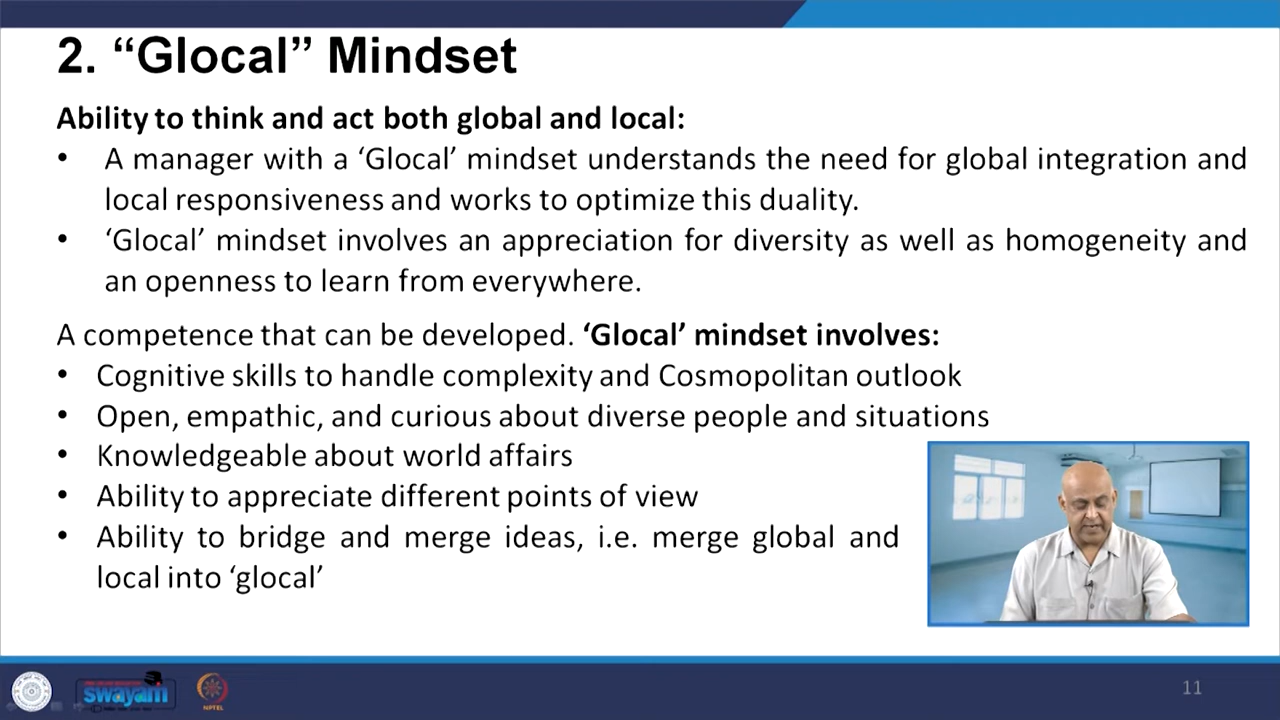 2. “Glocal” Mindset
Ability to think and act both global and local:
• A manager with a ‘Glocal’ mindset understands the need for global integration and
local responsiveness and works to optimize this duality.
• ‘Glocal’ mindset involves an appreciation for diversity as well as homogeneity and
an openness to learn from everywhere.
A competence that can be developed. ‘Glocal’ mindset involves:
• Cognitive skills to handle complexity and Cosmopolitan outlook
• Open, empathic, and curious about diverse people and situations
• Knowledgeable about world affairs
• Ability to appreciate different points of view
• Ability to bridge and merge ideas, i.e. merge global and
local into ‘glocal’
swayam
NPTEL
11